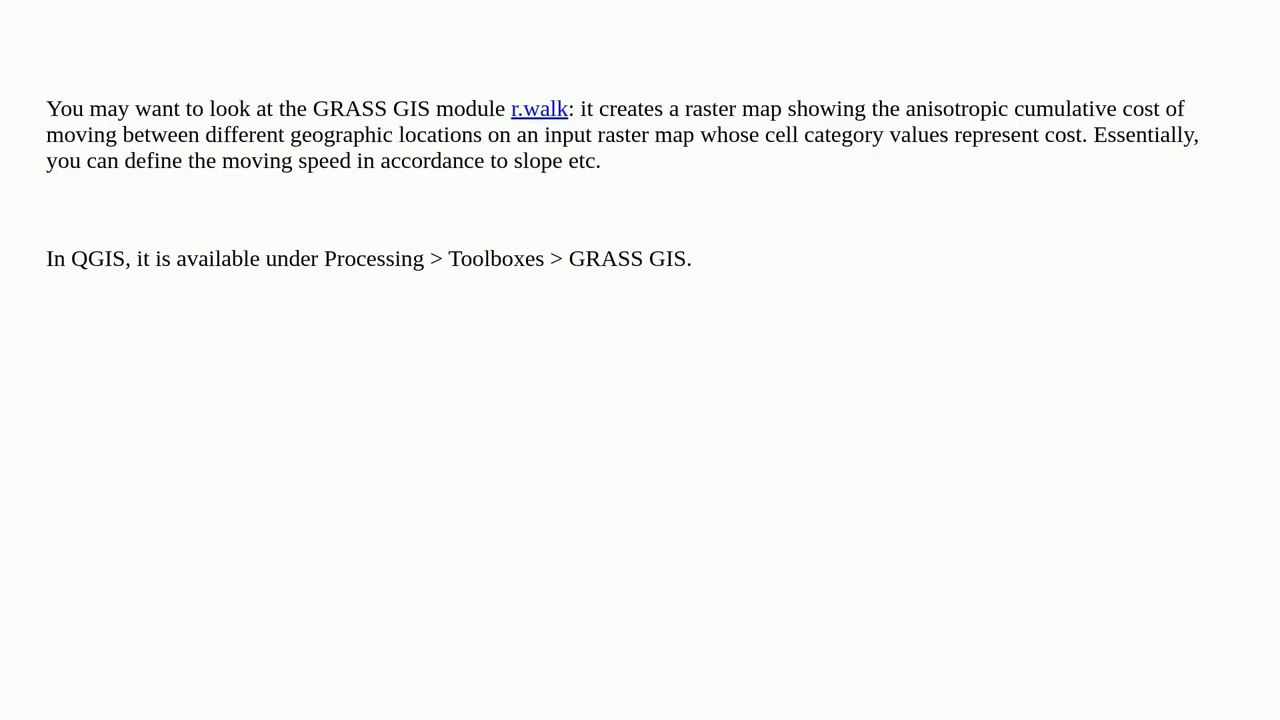 You may want to look at the GRASS GIS module r.walk: it creates a raster map showing the anisotropic cumulative cost of
moving between different geographic locations on an input raster map whose cell category values represent cost. Essentially,
you can define the moving speed in accordance to slope etc.
In QGIS, it is available under Processing > Toolboxes > GRASS GIS.